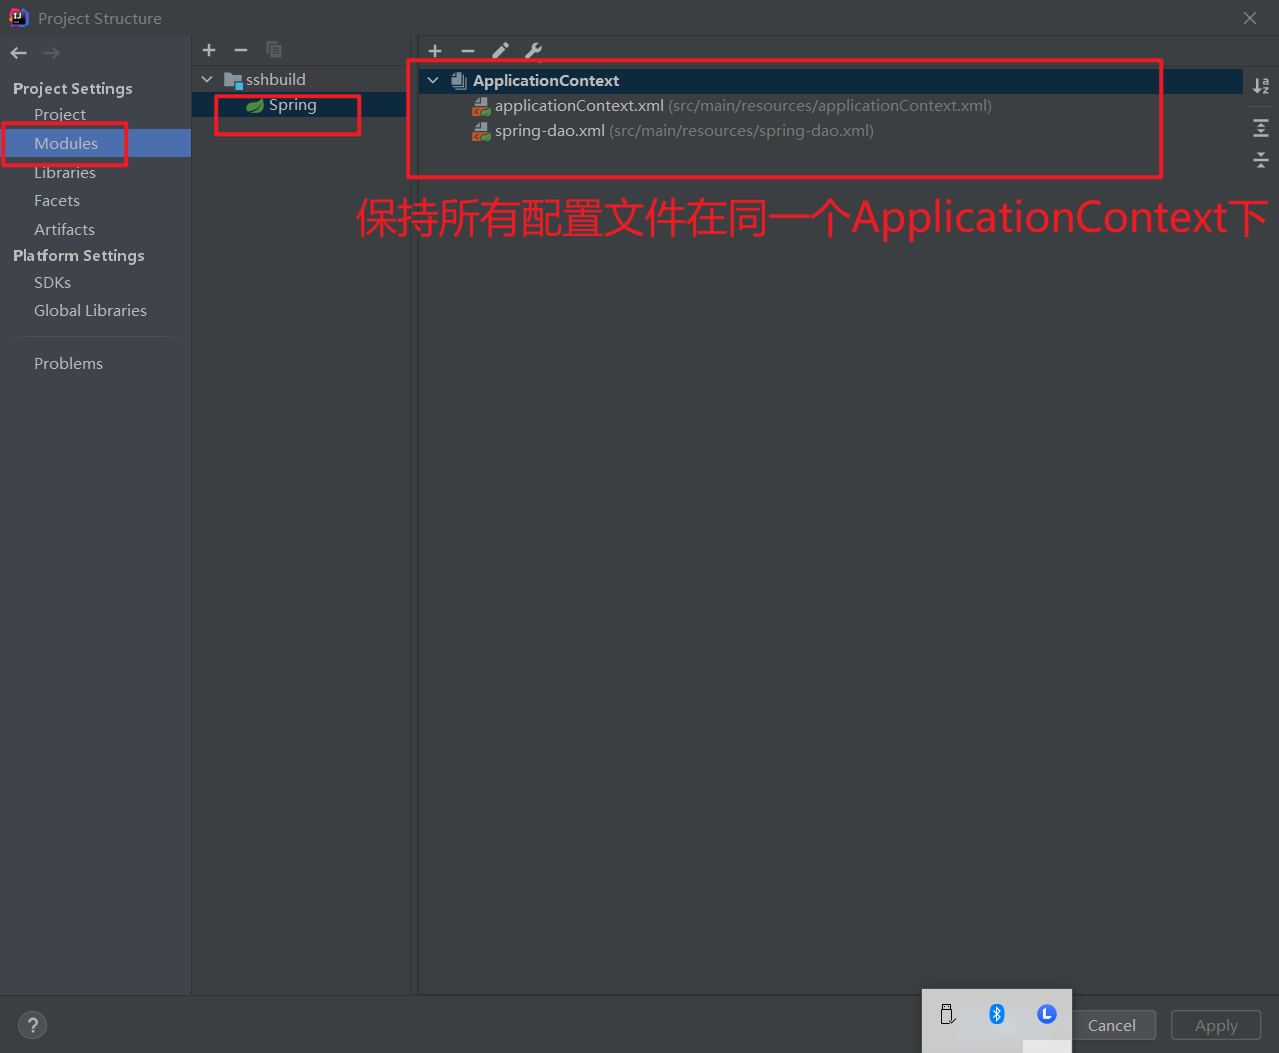 Project Structure
Project Settings
Project
Modules
Libraries
Facets
Artifacts
Platform Settings
SDKs
Global Libraries
Problems
sshbuild
Spring
ApplicationContext
applicationContext.xml (src/main/resources/applicationContext.xml)
spring-dao.xml (src/main/resources/spring-dao.xml)
保持所有配置文件在同一个ApplicationContext下
Cancel
Apply